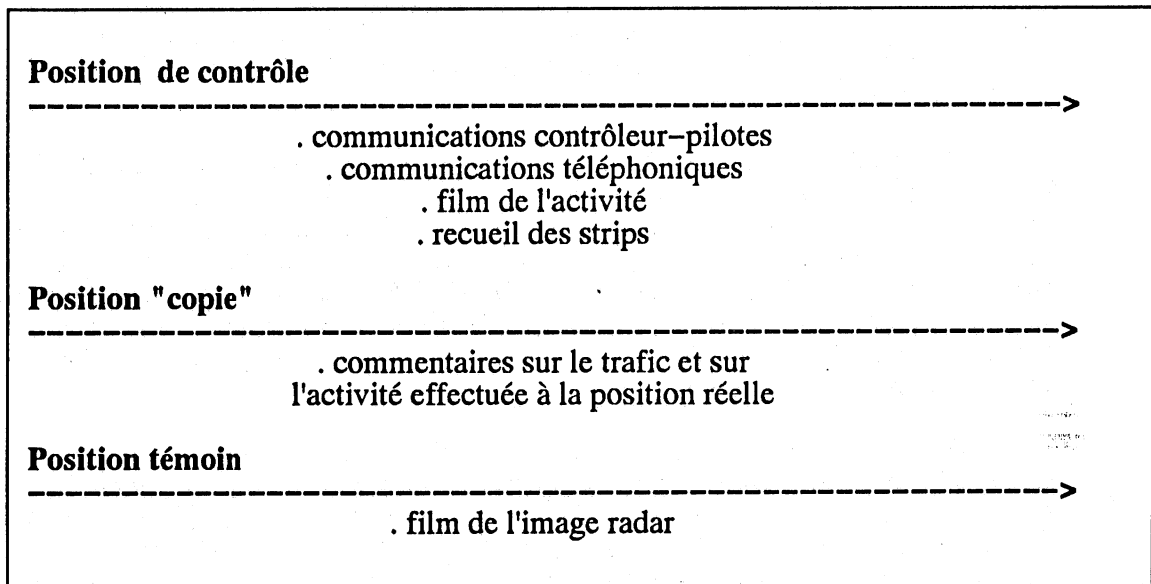 Position de contrôle
----------------------------------------------------------->
. communications contrôleur–pilotes
. communications téléphoniques
. film de l'activité
. recueil des strips
Position "copie"
----------------------------------------------------------->
. commentaires sur le trafic et sur
l'activité effectuée à la position réelle
Position témoin
----------------------------------------------------------->
. film de l'image radar